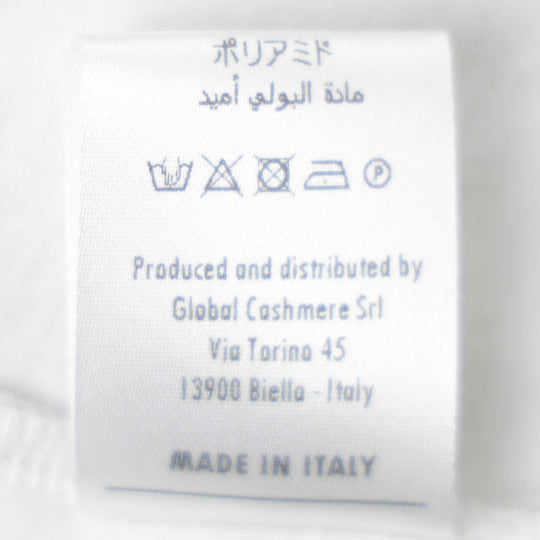 ポリアミド
مادة البولي أميد
P
Produced and distributed by
Global Cashmere Srl
Via Torino 45
13900 Biella - Italy
MADE IN ITALY